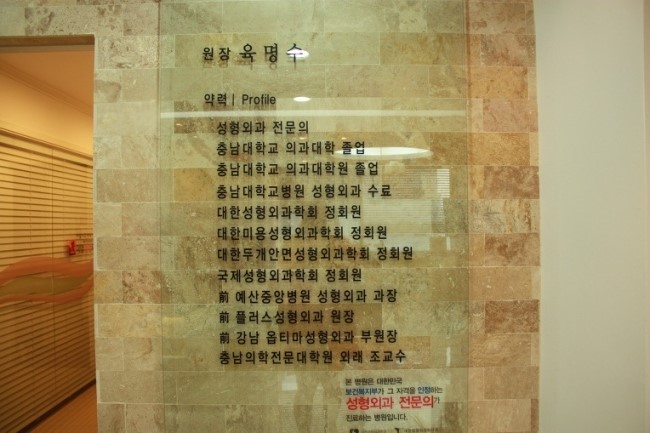 원장 육명수
약력 | Profile
성형외과 전문의
충남대학교 의과대학 졸업
충남대학교 의과대학원 졸업
충남대학교병원 성형외과 수료
대한성형외과학회 정회원
대한미용성형외과학회 정회원
대한두개안면성형외과학회 정회원
국제성형외과학회 정회원
前 예산중앙병원 성형외과 과장
前 플러스성형외과 원장
前 강남 옵티마성형외과 부원장
충남의학전문대학원 외래 조교수
본 병원은 대한민국
보건복지부가 그 자격을 인정하는
성형외과 전문의가
진료하는 병원입니다.